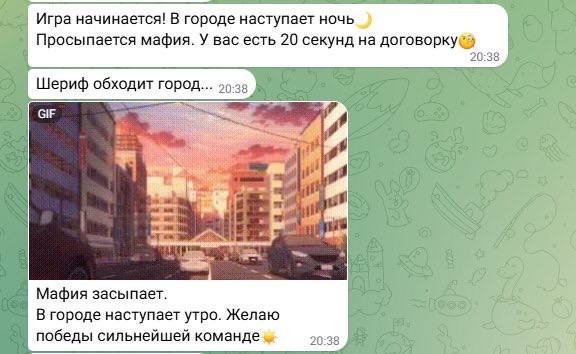 Игра начинается! В городе наступает ночь🌙
Просыпается мафия. У вас есть 20 секунд на договорку🧐
20:38
Шериф обходит город... 20:38
GIF
Мафия засыпает.
В городе наступает утро. Желаю
победы сильнейшей команде☀️
20:38